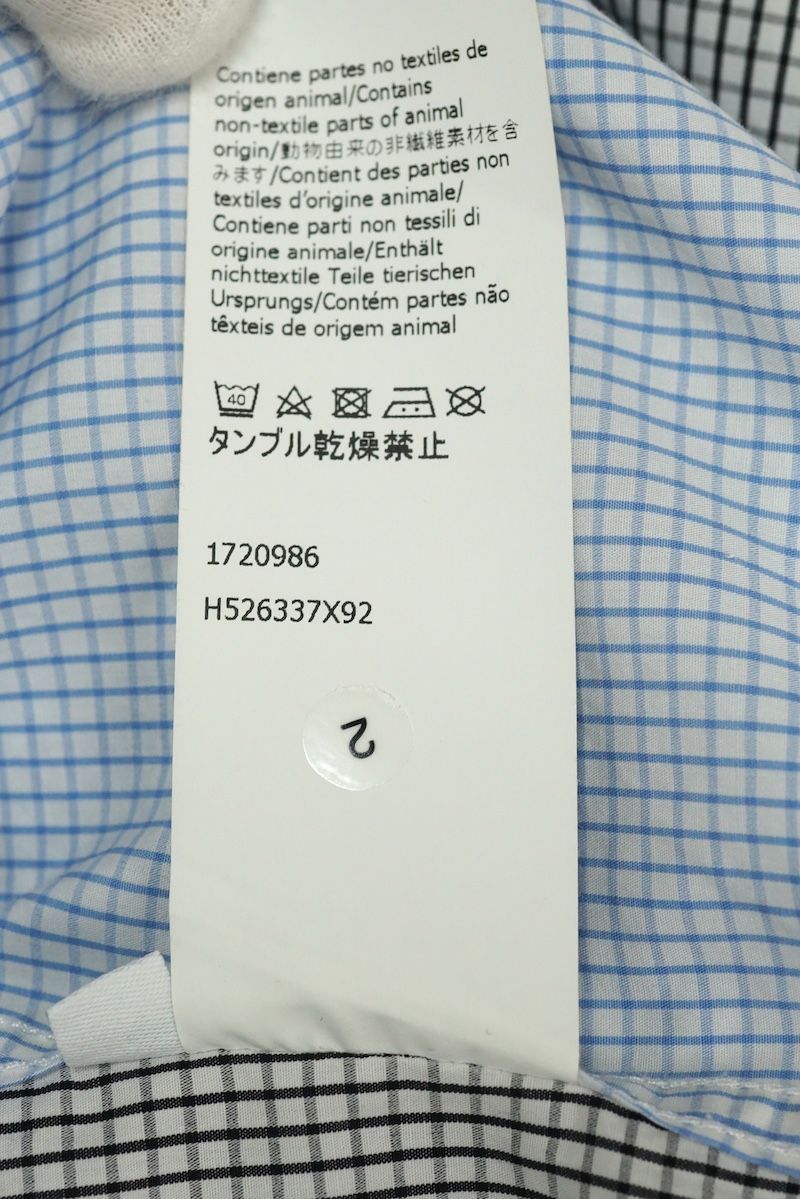 Contiene partes no textiles de
origen animal/Contains
non-textile parts of animal
origin/動物由来の非繊維素材を含
みます/Contient des parties non
textiles d'origine animale/
Contiene parti non tessili di
origine animale/Enthält
nichttextile Teile tierischen
Ursprungs/Contém partes não
têxteis de origem animal
40
タンブル乾燥禁止
1720986
H526337X92
2